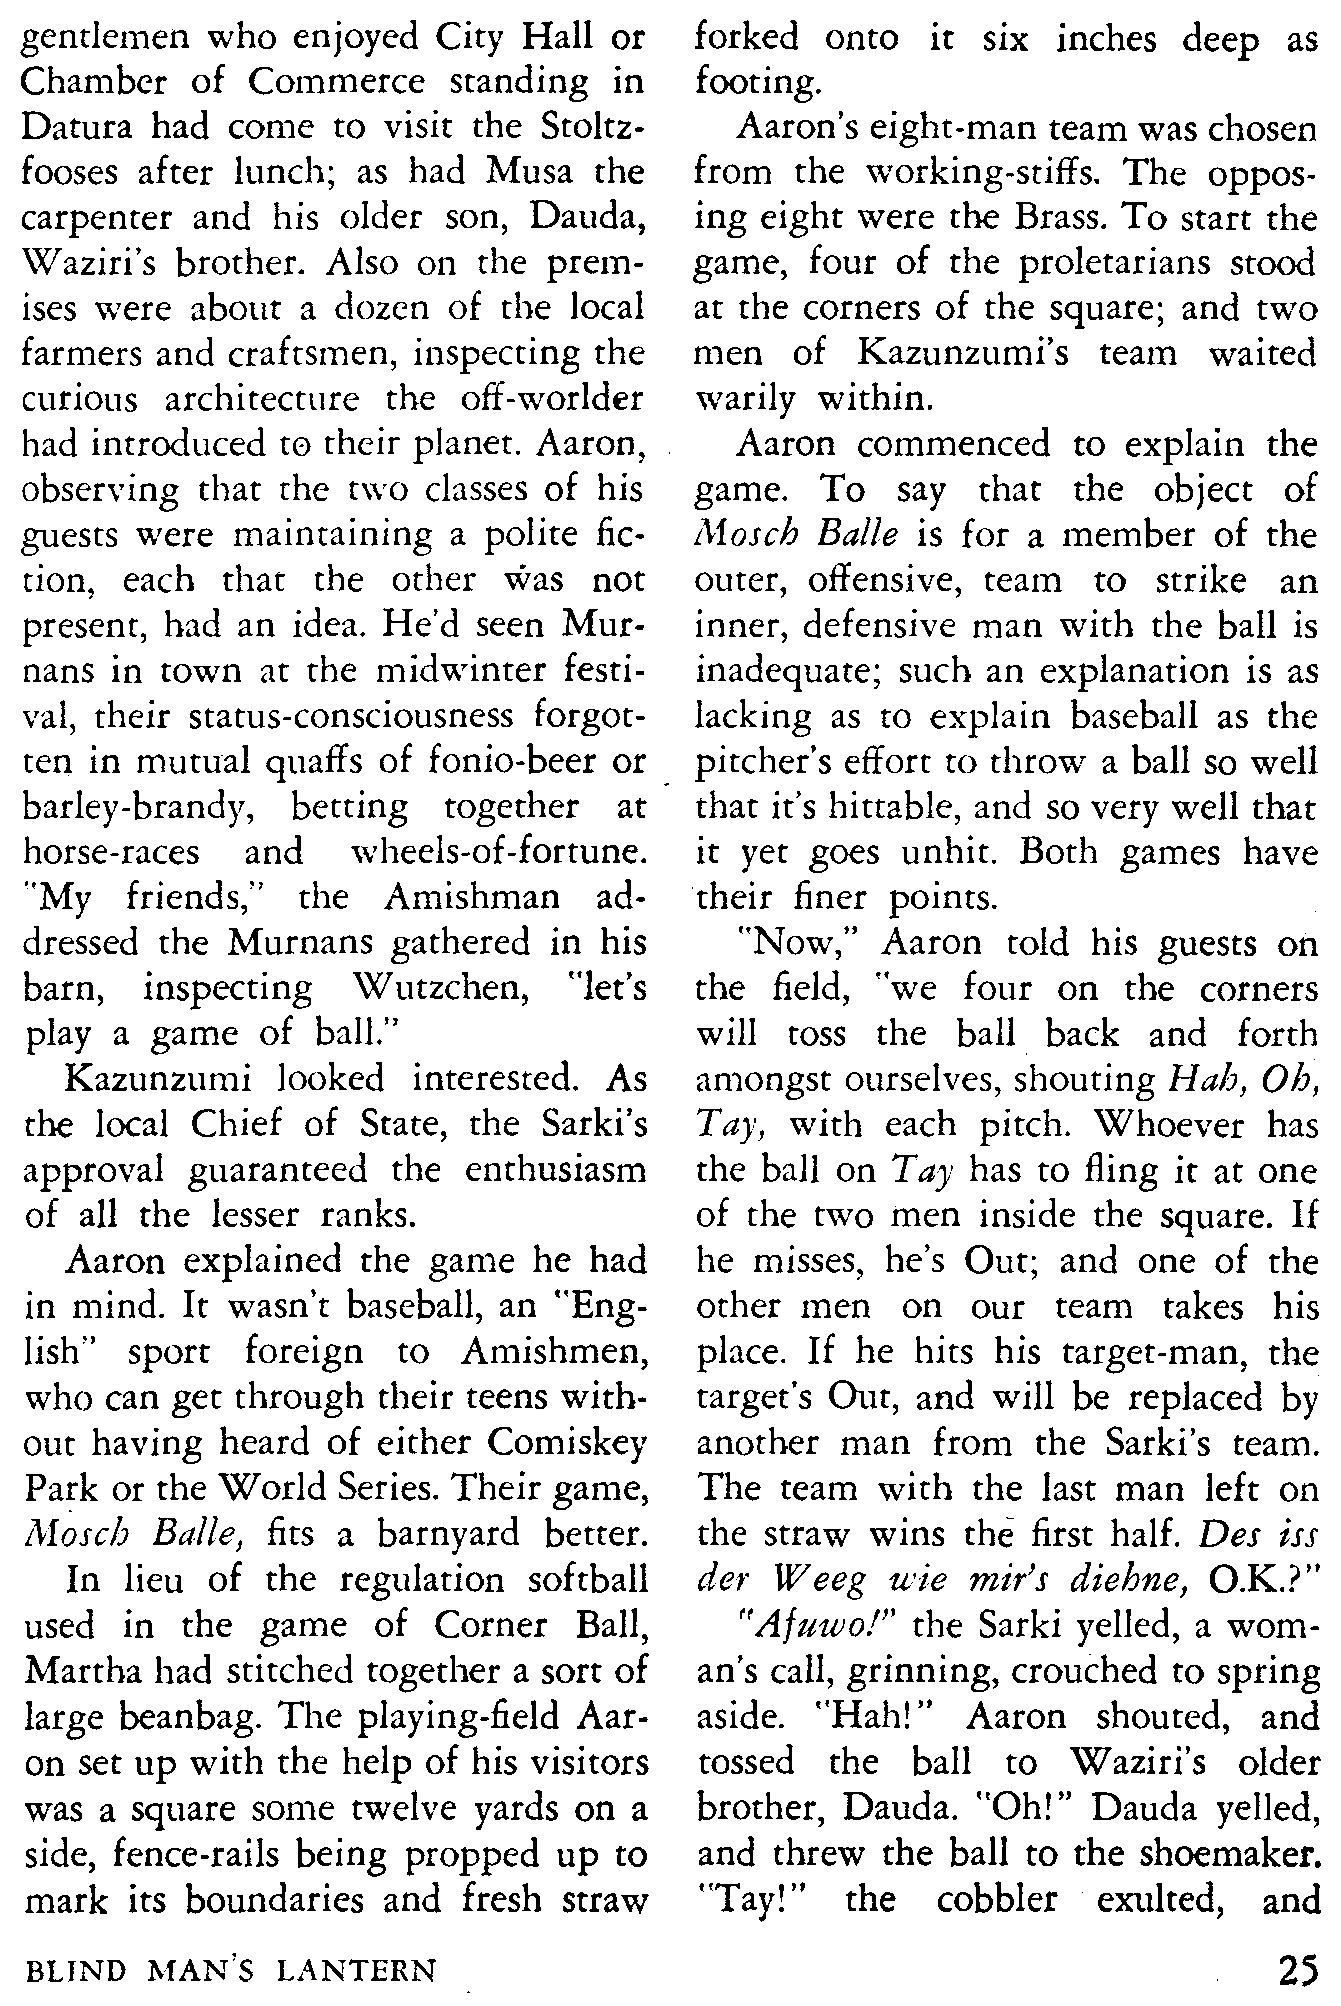 gentlemen who enjoyed City Hall or
Chamber of Commerce standing in
Datura had come to visit the Stoltz-
fooses after lunch; as had Musa the
carpenter and his older son, Dauda,
Waziri's brother. Also on the prem-
ises were about a dozen of the local
farmers and craftsmen, inspecting the
curious architecture the off-worlder
had introduced to their planet. Aaron,
observing that the two classes of his
guests were maintaining a polite fic-
tion, each that the other was not
present, had an idea. He'd seen Mur-
nans in town at the midwinter festi-
val, their status-consciousness forgot-
ten in mutual quaffs of fonio-beer or
barley-brandy, betting together at
horse-races and wheels-of-fortune.
"My friends," the Amishman ad-
dressed the Murnans gathered in his
barn, inspecting Wutzchen, "let's
play a game of ball."
Kazunzumi looked interested. As
the local Chief of State, the Sarki's
approval guaranteed the enthusiasm
of all the lesser ranks.
Aaron explained the game he had
in mind. It wasn't baseball, an "Eng-
lish" sport foreign to Amishmen,
who can get through their teens with-
out having heard of either Comiskey
Park or the World Series. Their game,
Mosch Balle, fits a barnyard better.
In lieu of the regulation softball
used in the game of Corner Ball,
Martha had stitched together a sort of
large beanbag. The playing-field Aar-
on set up with the help of his visitors
was a square some twelve yards on a
side, fence-rails being propped up to
mark its boundaries and fresh straw
forked onto it six inches deep as
footing.
Aaron's eight-man team was chosen
from the working-stiffs. The oppos-
ing eight were the Brass. To start the
game, four of the proletarians stood
at the corners of the square; and two
men of Kazunzumi's team waited
warily within.
Aaron commenced to explain the
game. To say that the object of
Mosch Balle is for a member of the
outer, offensive, team to strike an
inner, defensive man with the ball is
inadequate; such an explanation is as
lacking as to explain baseball as the
pitcher's effort to throw a ball so well
that it's hittable, and so very well that
it yet goes unhit. Both games have
their finer points.
"Now," Aaron told his guests on
the field, "we four on the corners
will toss the ball back and forth
amongst ourselves, shouting Hah, Oh,
Tay, with each pitch. Whoever has
the ball on Tay has to fling it at one
of the two men inside the square. If
he misses, he's Out; and one of the
other men on our team takes his
place. If he hits his target-man, the
target's Out, and will be replaced by
another man from the Sarki's team.
The team with the last man left on
the straw wins the first half. Des iss
der Weeg wie mir's diehne, O.K.?"
"Afuwo!" the Sarki yelled, a wom-
an's call, grinning, crouched to spring
aside. "Hah!" Aaron shouted, and
tossed the ball to Waziri's older
brother, Dauda. "Oh!" Dauda yelled,
and threw the ball to the shoemaker.
"Tay!" the cobbler exulted, and
BLIND MAN'S LANTERN
25